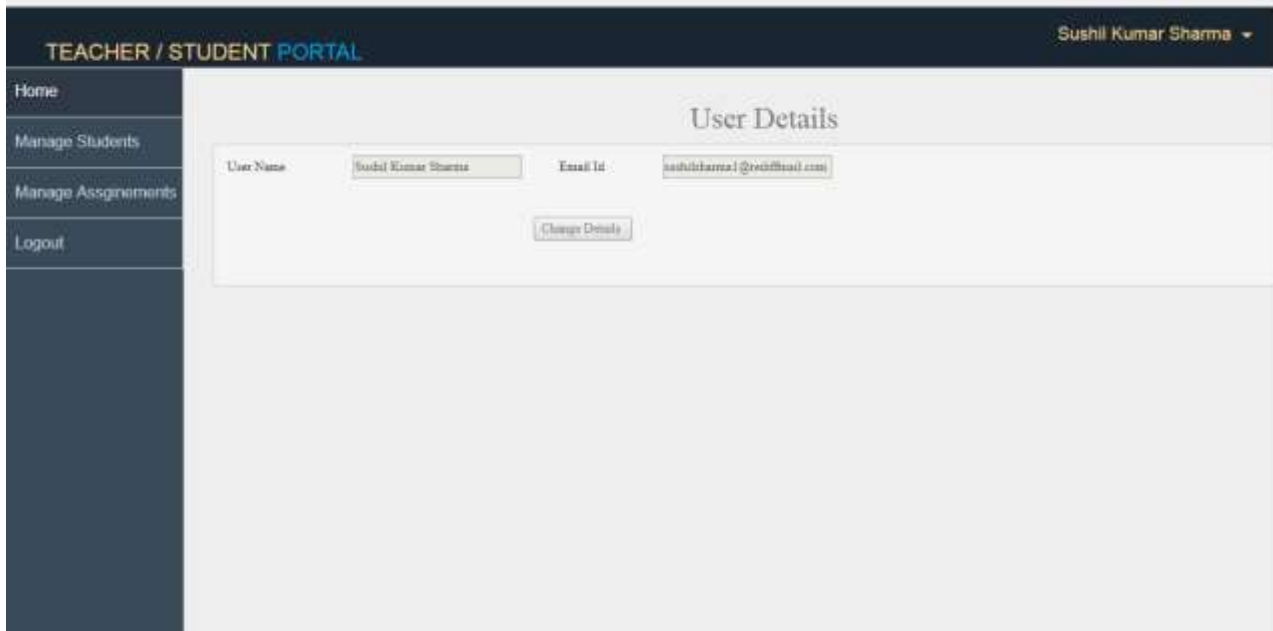 Sushil Kumar Sharma
TEACHER / STUDENT PORTAL
Home
Manage Students
Manage Assginements
Logout
User Details
User Name Sushil Kumar Sharma Email Id
Change Details